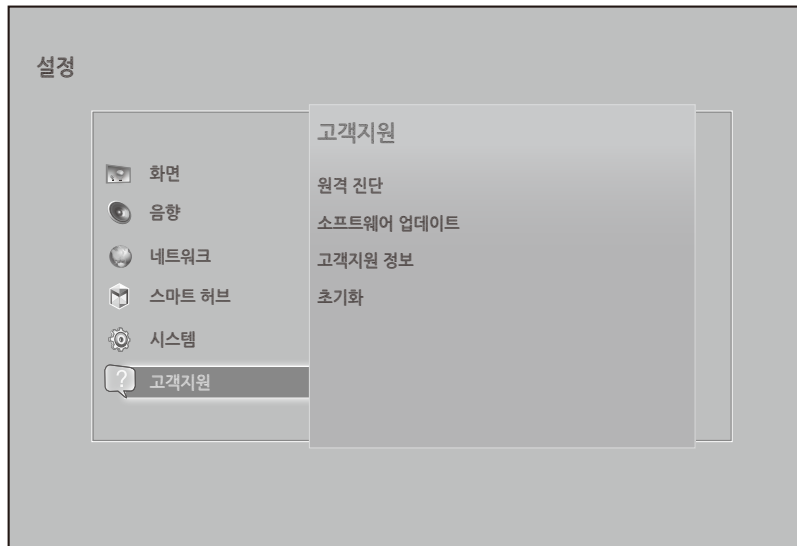 설정
화면
음향
네트워크
스마트 허브
시스템
고객지원
고객지원
원격 진단
소프트웨어 업데이트
고객지원 정보
초기화